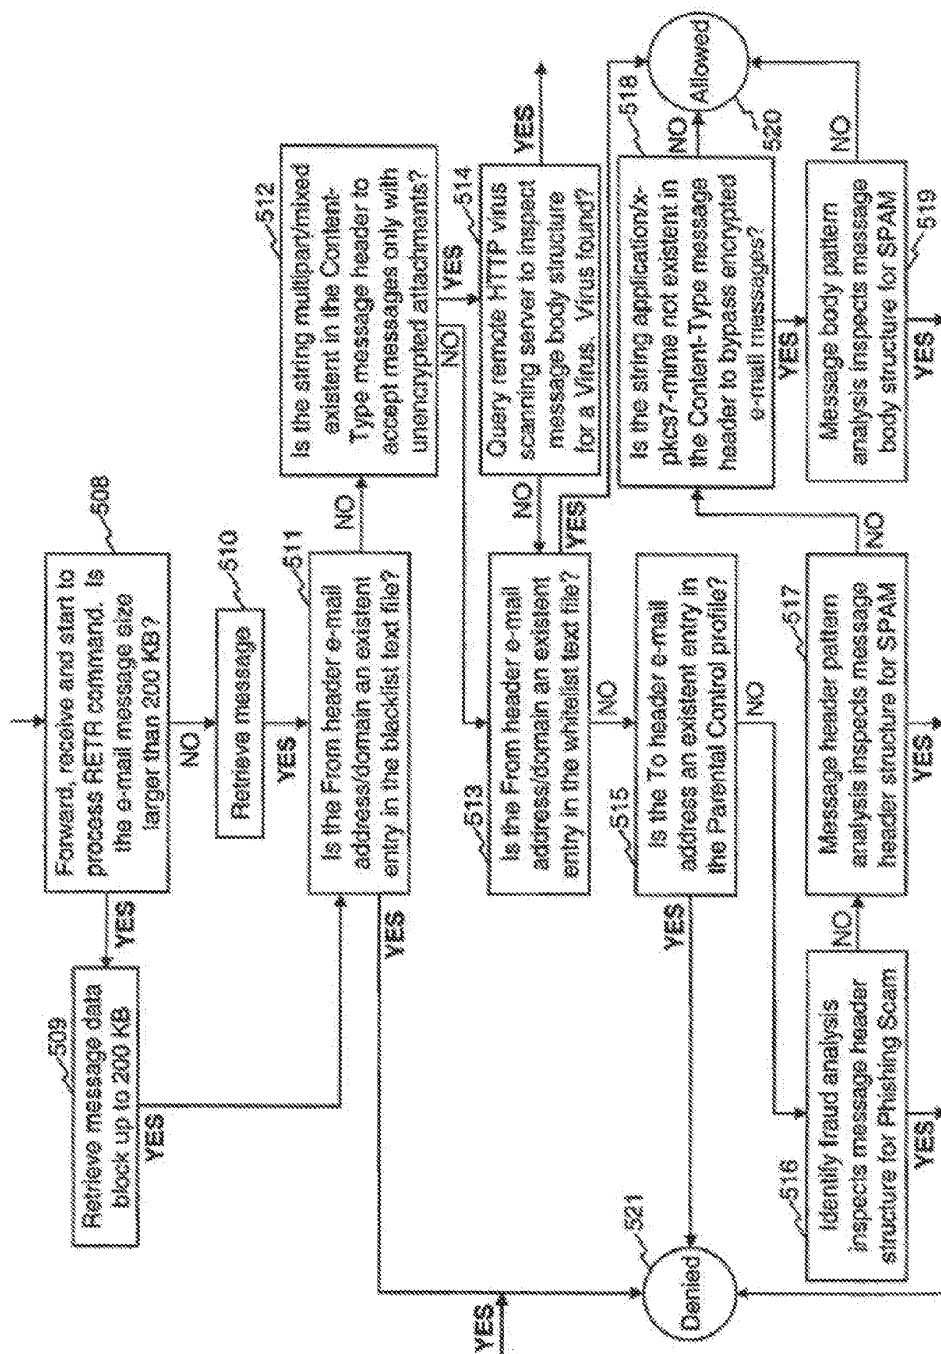 Forward, receive and start to
process RETR command. Is
the e-mail message size
larger than 200 KB?
508
YES
NO
509
Retrieve message data
block up to 200 KB
YES
510
Retrieve message
YES
511
Is the From header e-mail
address/domain an existent
entry in the blacklist text file?
YES
NO
512
Is the string multipart/mixed
existent in the Content-
Type message header to
accept messages only with
unencrypted attachments?
NO
YES
514
Query remote HTTP virus
scanning server to inspect
message body structure
for a Virus. Virus found?
YES
NO
513
Is the From header e-mail
address/domain an existent
entry in the whitelist text file?
YES
NO
515
Is the To header e-mail
address an existent entry in
the Parental Control profile?
YES
NO
YES
Denied
521
516
Identify fraud analysis
inspects message header
structure for Phishing Scam
NO
YES
517
Message header pattern
analysis inspects message
header structure for SPAM
NO
YES
518
Is the string application/x-
pkcs7-mime not existent in
the Content-Type message
header to bypass encrypted
e-mail messages?
NO
YES
Allowed
520
Message body pattern
analysis inspects message
body structure for SPAM
519
NO
YES